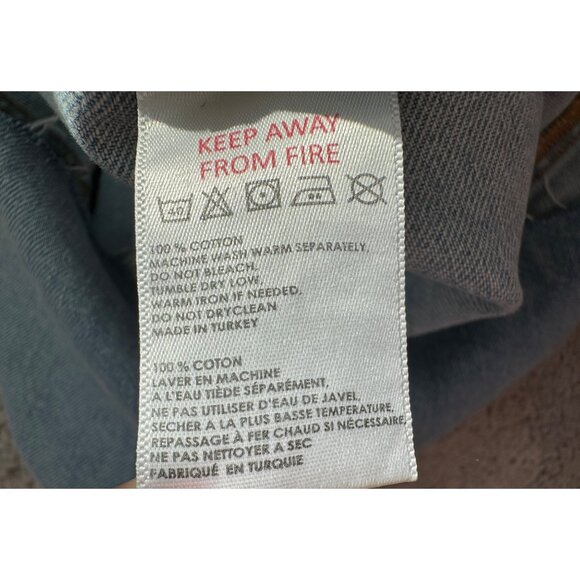 KEEP AWAY
FROM FIRE
40
100 % COTTON
MACHINE WASH WARM SEPARATELY,
DO NOT BLEACH,
TUMBLE DRY LOW,
WARM IRON IF NEEDED,
DO NOT DRYCLEAN
MADE IN TURKEY
100 % COTON
LAVER EN MACHINE
A L'EAU TIÈDE SÉPARÉMENT,
NE PAS UTILISER D'EAU DE JAVEL,
SECHER A LA PLUS BASSE TEMPERATURE,
REPASSAGE À FER CHAUD SI NÉCESSAIRE,
NE PAS NETTOYER A SEC
FABRIQUÉ EN TURQUIE